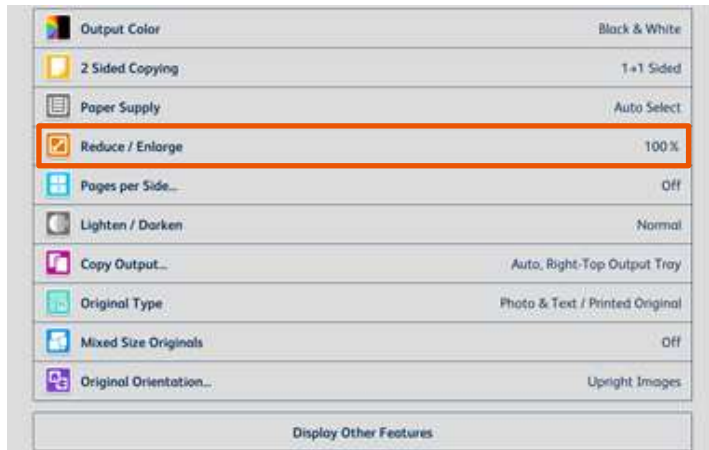 Output Color Black & White
2 Sided Copying 1→1 Sided
Paper Supply Auto Select
Reduce / Enlarge 100%
Pages per Side... Off
Lighten / Darken Normal
Copy Output... Auto, Right-Top Output Tray
Original Type Photo & Text / Printed Original
Mixed Size Originals Off
Original Orientation... Upright Images
Display Other Features